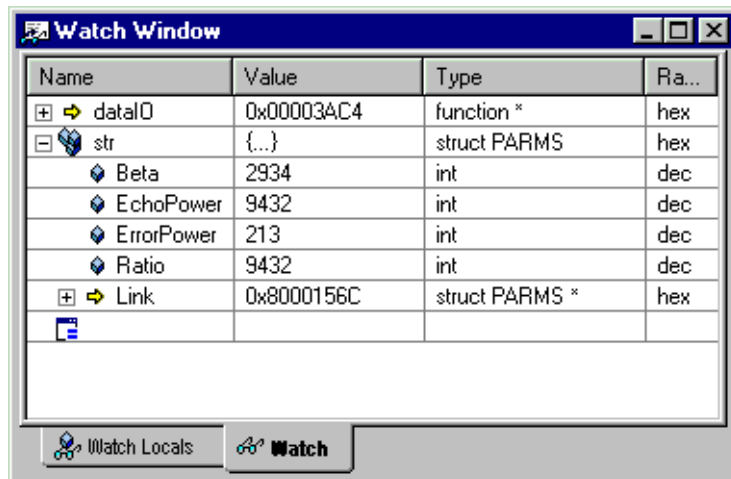 Watch Window
Name Value Type Ra...
dataIO 0x00003AC4 function * hex
str {...} struct PARMS hex
Beta 2934 int dec
EchoPower 9432 int dec
ErrorPower 213 int dec
Ratio 9432 int dec
Link 0x8000156C struct PARMS * hex
Watch Locals Watch